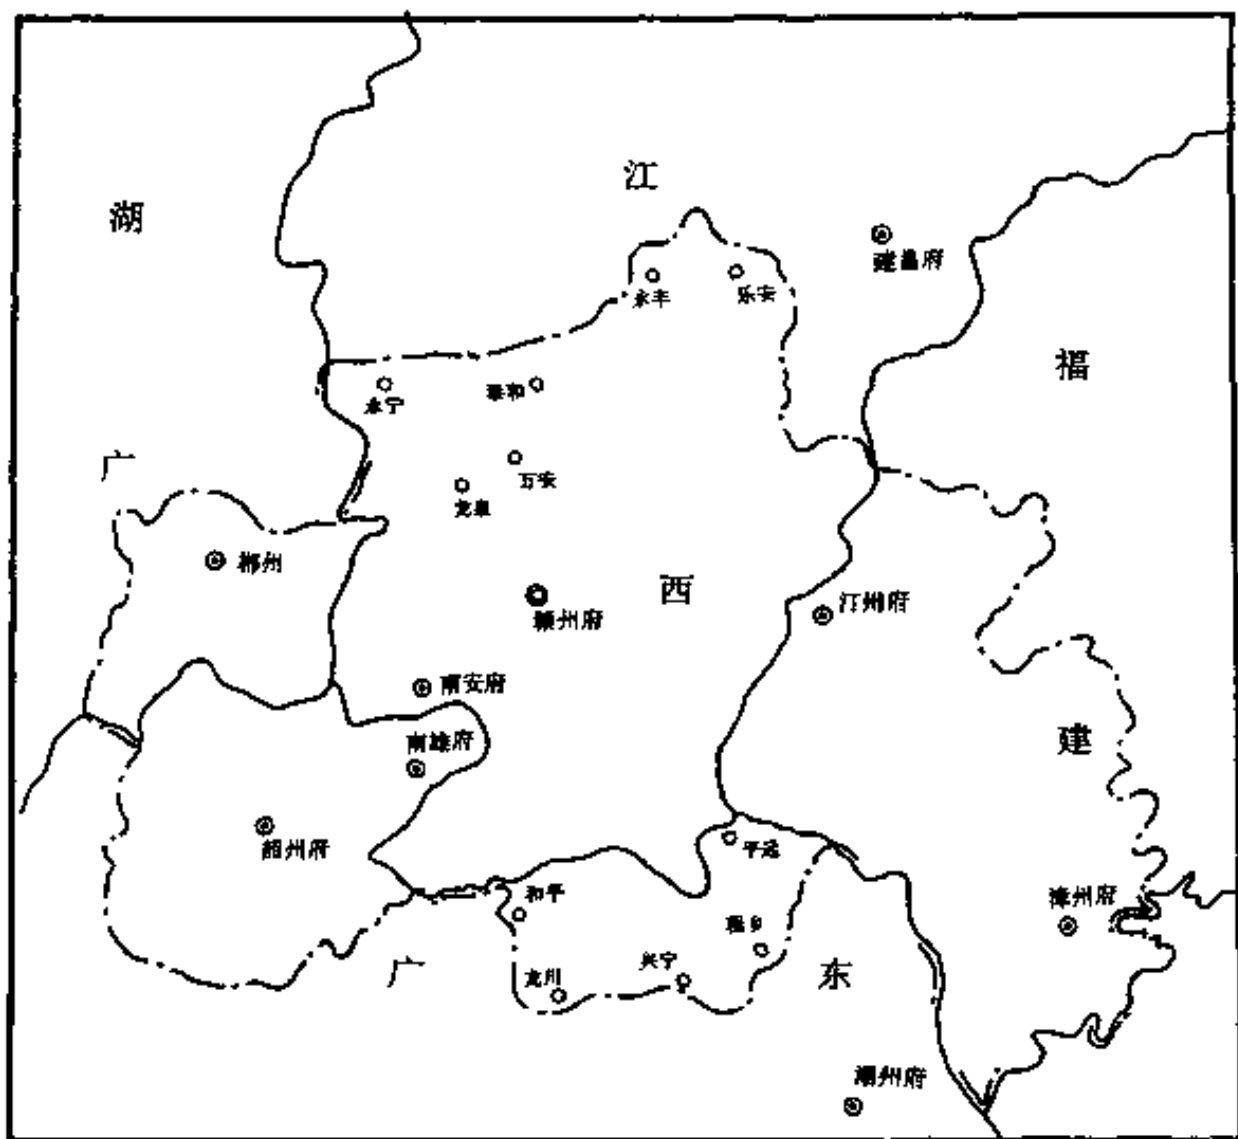 江
湖
建昌府
永丰
乐安
福
永宁
泰和
广
万安
龙泉
郴州
西
汀州府
赣州府
南安府
南雄府
建
韶州府
平远
和平
漳州府
程乡
广
兴宁
东
龙川
潮州府